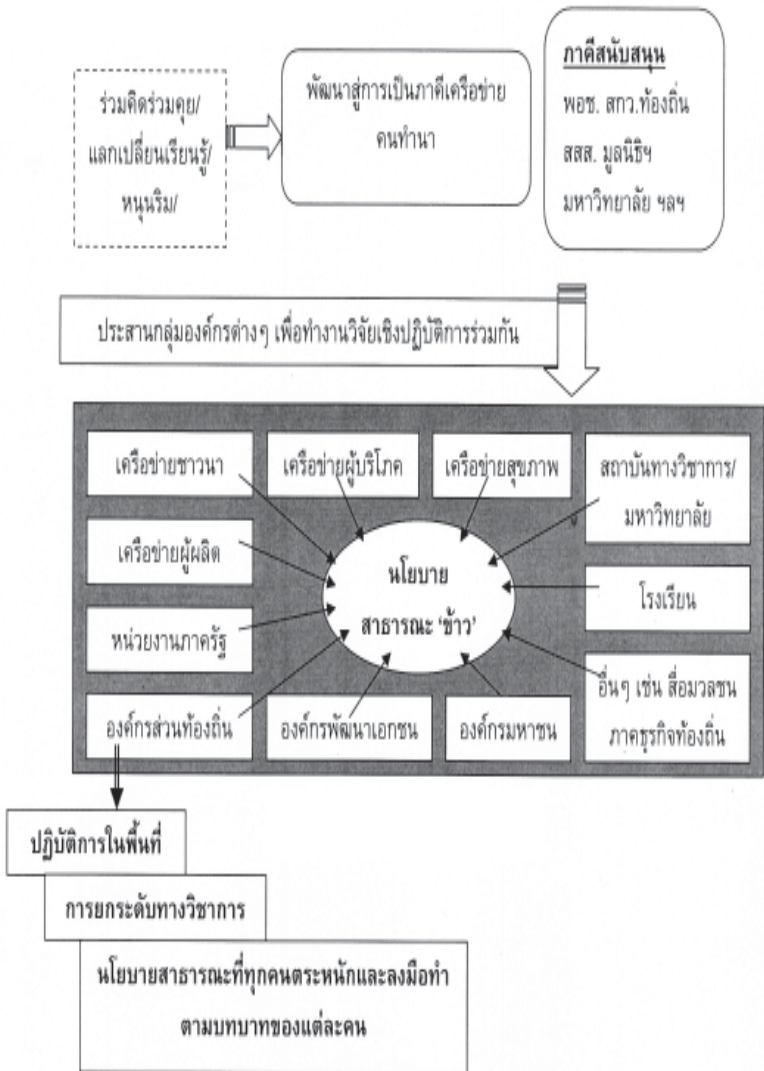 ร่วมคิดร่วมคุย/
แลกเปลี่ยนเรียนรู้/
หนุนริม/
พัฒนาสู่การเป็นภาคีเครือข่าย
คนทำนา
ภาคีสนับสนุน
พอช. สกว.ท้องถิ่น
สสส. มูลนิธิฯ
มหาวิทยาลัย ฯลฯ
ประสานกลุ่มองค์กรต่างๆ เพื่อทำงานวิจัยเชิงปฏิบัติการร่วมกัน
เครือข่ายชาวนา
เครือข่ายผู้บริโภค
เครือข่ายสุขภาพ
สถาบันทางวิชาการ/
มหาวิทยาลัย
เครือข่ายผู้ผลิต
นโยบาย
สาธารณะ ‘ข้าว’
โรงเรียน
หน่วยงานภาครัฐ
องค์กรส่วนท้องถิ่น
องค์กรพัฒนาเอกชน
องค์กรมหาชน
อื่นๆ เช่น สื่อมวลชน
ภาคธุรกิจท้องถิ่น
ปฏิบัติการในพื้นที่
การยกระดับทางวิชาการ
นโยบายสาธารณะที่ทุกคนตระหนักและลงมือทำ
ตามบทบาทของแต่ละคน